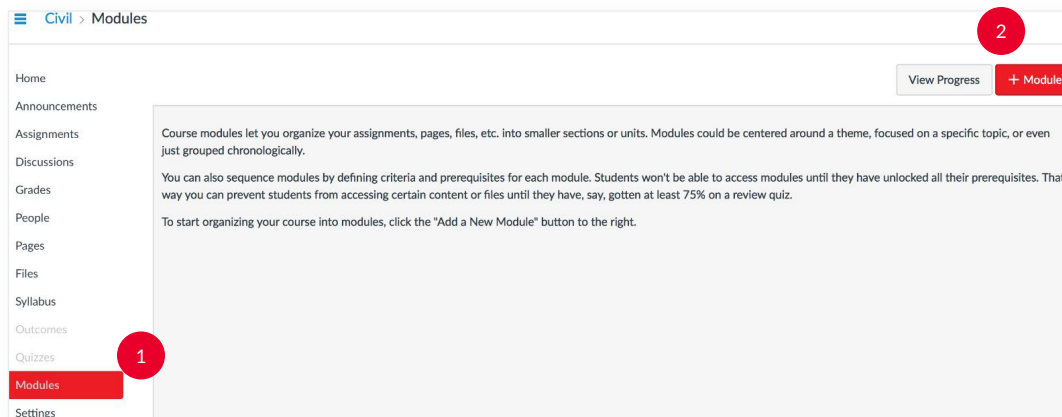 Civil > Modules
2
View Progress
+ Module
Home
Announcements
Assignments
Discussions
Grades
People
Pages
Files
Syllabus
Outcomes
Quizzes
1
Modules
Settings
Course modules let you organize your assignments, pages, files, etc. into smaller sections or units. Modules could be centered around a theme, focused on a specific topic, or even
just grouped chronologically.
You can also sequence modules by defining criteria and prerequisites for each module. Students won't be able to access modules until they have unlocked all their prerequisites. That
way you can prevent students from accessing certain content or files until they have, say, gotten at least 75% on a review quiz.
To start organizing your course into modules, click the "Add a New Module" button to the right.